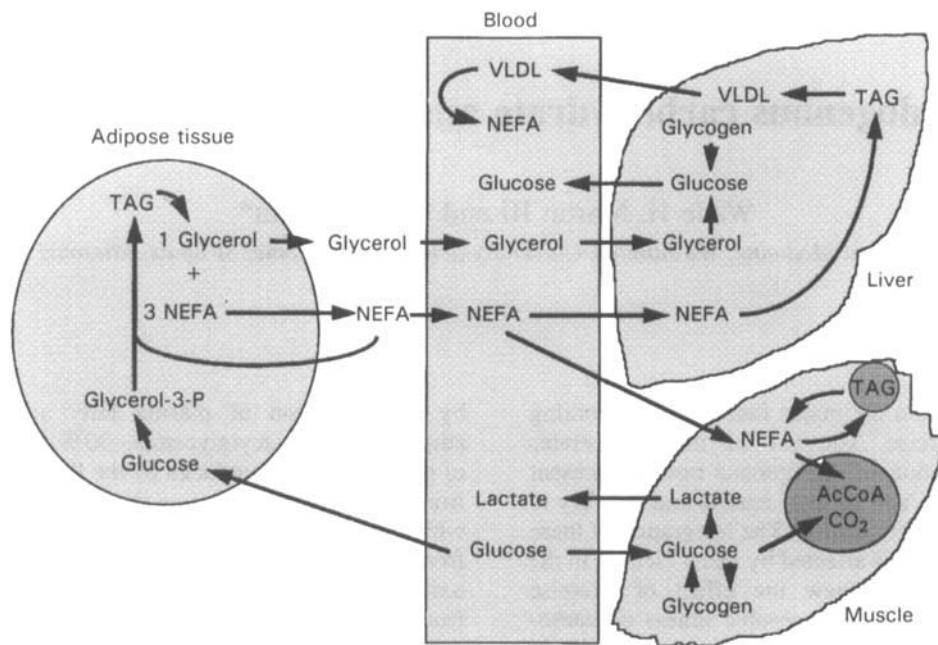 Blood
VLDL
NEFA
Glucose
Glycerol
NEFA
Lactate
Glucose
Adipose tissue
TAG
1 Glycerol
+
3 NEFA
Glycerol-3-P
Glucose
Glycerol
NEFA
VLDL
TAG
Glycogen
Glucose
Glycerol
NEFA
Liver
TAG
NEFA
Lactate
AcCoA
CO₂
Glucose
Glycogen
Muscle